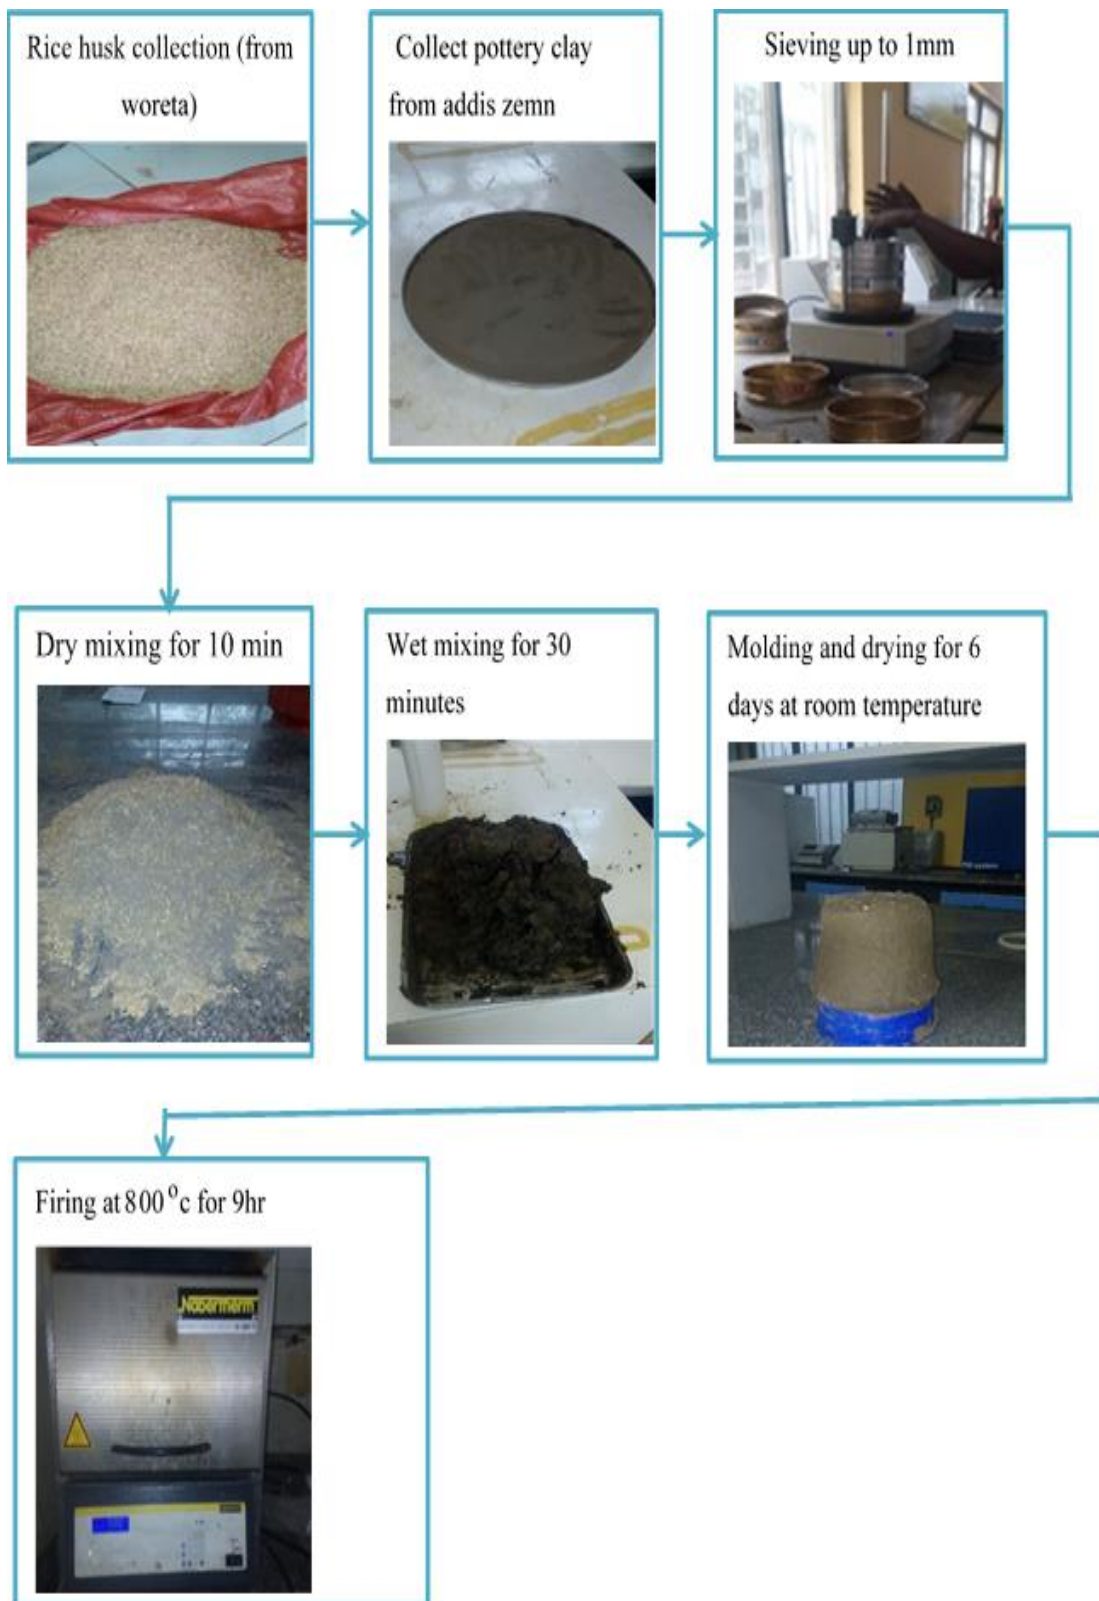 Rice husk collection (from
woreta)
Collect pottery clay
from addis zemn
Sieving up to 1mm
Dry mixing for 10 min
Wet mixing for 30
minutes
Molding and drying for 6
days at room temperature
Firing at 800 °c for 9hr
Nabertherm